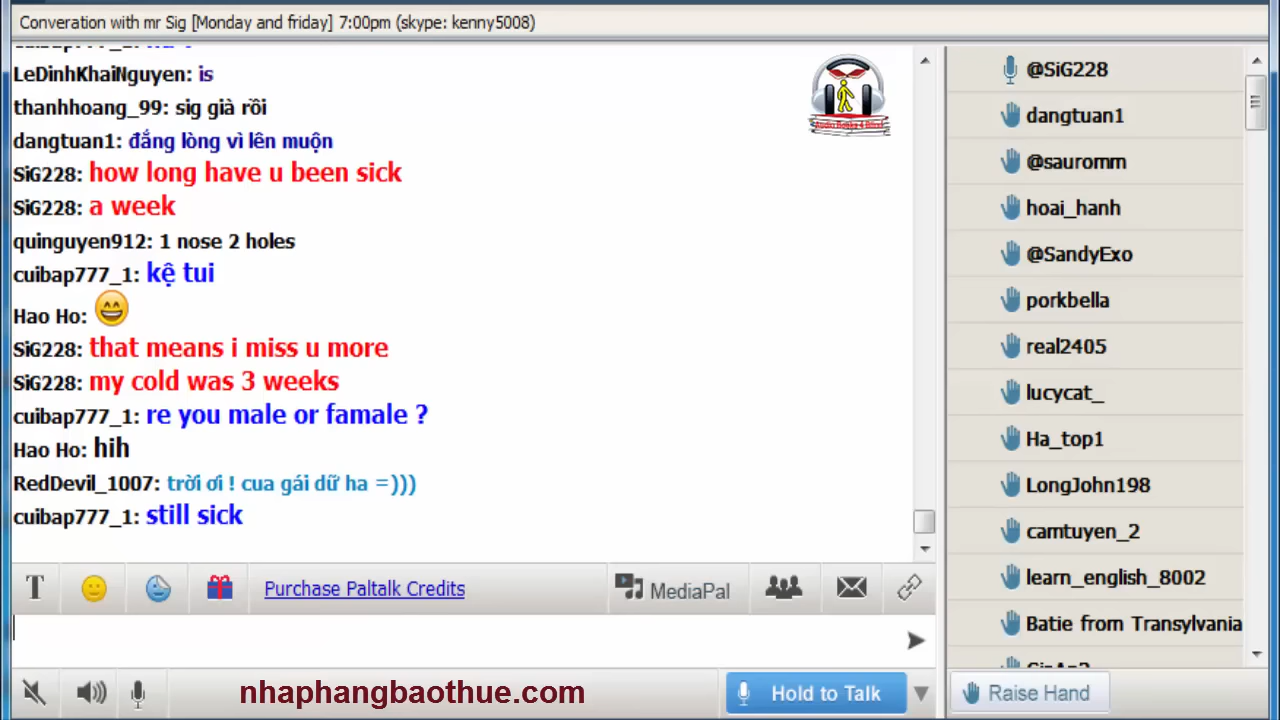 Converation with mr Sig [Monday and friday] 7:00pm (skype: kenny5008)
LeDinhKhaiNguyen: is
thanhhoang_99: sig già rồi
dangtuan1: đắng lòng vì lên muộn
SiG228: how long have u been sick
SiG228: a week
quinguyen912: 1 nose 2 holes
cuibap777_1: kệ tui
Hao Ho:
SiG228: that means i miss u more
SiG228: my cold was 3 weeks
cuibap777_1: re you male or famale ?
Hao Ho: hih
RedDevil_1007: trời ơi ! cua gái dữ ha =)))
cuibap777_1: still sick
T
Purchase Paltalk Credits
MediaPal
nhaphangbaothue.com
Hold to Talk
@SiG228
dangtuan1
@sauromm
hoai_hanh
@SandyExo
porkbella
real2405
lucycat_
Ha_top1
LongJohn198
camtuyen_2
learn_english_8002
Batie from Transylvania
Raise Hand